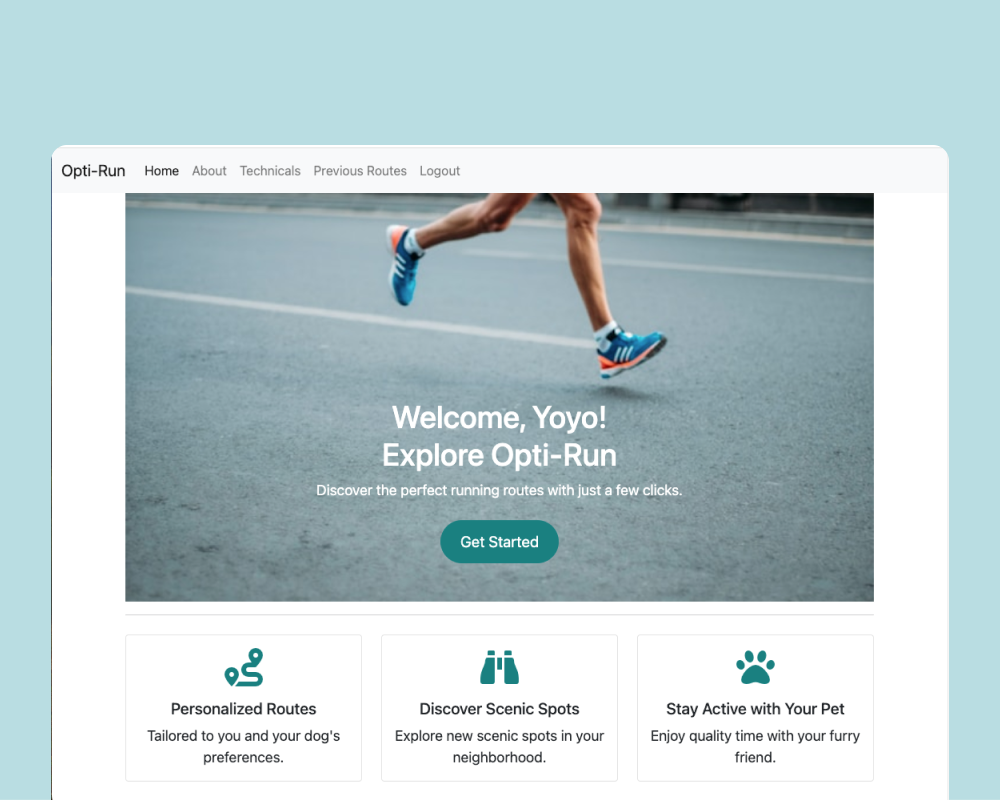 Opti-Run Home About Technicals Previous Routes Logout
Welcome, Yoyo!
Explore Opti-Run
Discover the perfect running routes with just a few clicks.
Get Started
Personalized Routes
Tailored to you and your dog's
preferences.
Discover Scenic Spots
Explore new scenic spots in your
neighborhood.
Stay Active with Your Pet
Enjoy quality time with your furry
friend.